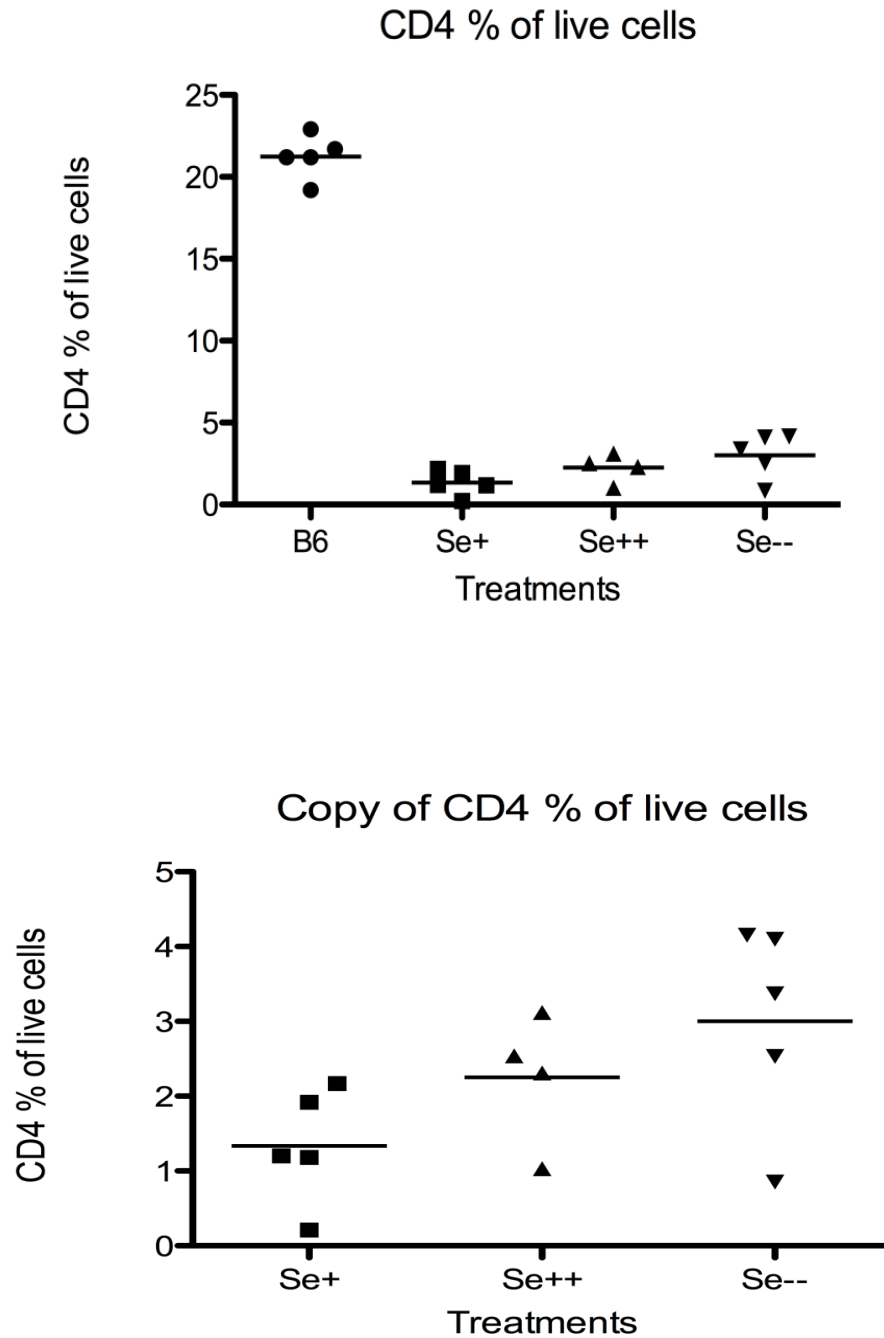 CD4 % of live cells
CD4 % of live cells
25
20
15
10
5
0
B6 Se+ Se++ Se--
Treatments
Copy of CD4 % of live cells
CD4 % of live cells
5
4
3
2
1
0
Se+ Se++ Se--
Treatments